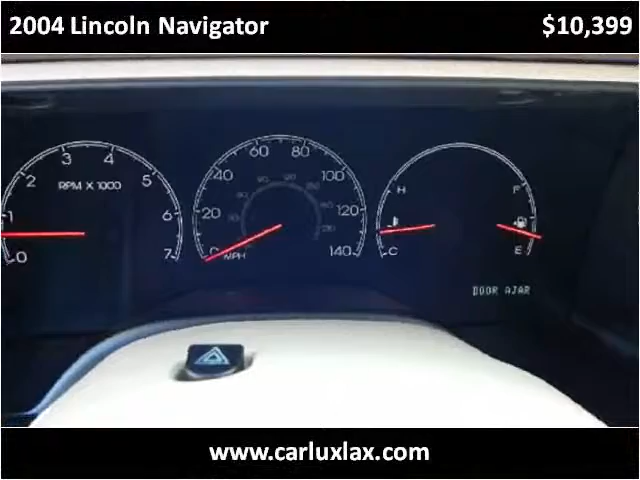 2004 Lincoln Navigator $10,399
3 4
2 5
RPM X 1000
1 6
0 7
60 80
40 100
20 120
0 140
MPH
H F
C E
DOOR AJAR
www.carluxlax.com